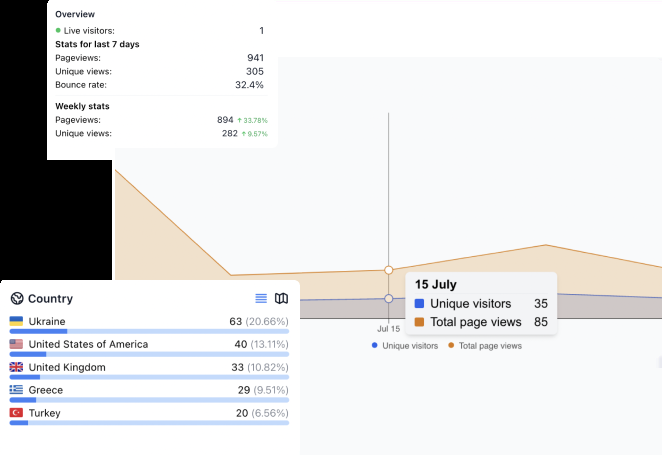 Overview
Live visitors: 1
Stats for last 7 days
Pageviews: 941
Unique views: 305
Bounce rate: 32.4%
Weekly stats
Pageviews: 894 ↑ 33.78%
Unique views: 282 ↑ 9.57%
Country
Ukraine 63 (20.66%)
United States of America 40 (13.11%)
United Kingdom 33 (10.82%)
Greece 29 (9.51%)
Turkey 20 (6.56%)
15 July
Unique visitors 35
Total page views 85
Jul 15
Unique visitors Total page views